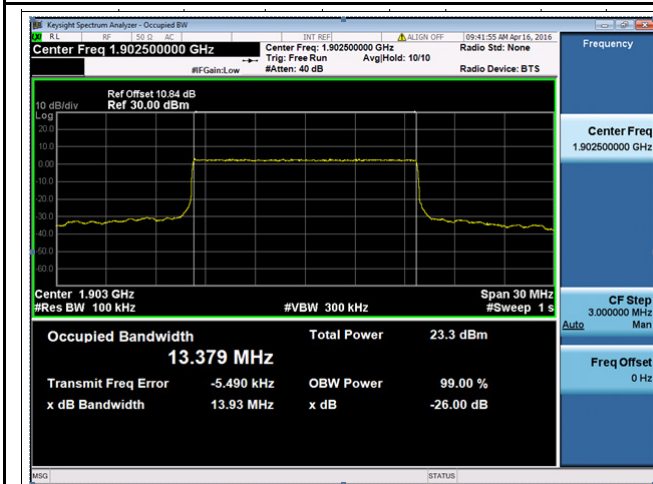 Keysight Spectrum Analyzer - Occupied BW
RL RF 50 Ω AC INT REF ALIGN OFF 09:41:55 AM Apr 16, 2016
Center Freq 1.902500000 GHz
Center Freq: 1.902500000 GHz
Radio Std: None
Trig: Free Run Avg|Hold: 10/10
#IFGain:Low #Atten: 40 dB Radio Device: BTS
Frequency
Ref Offset 10.84 dB
10 dB/div Ref 30.00 dBm
Log
20.0
10.0
0.00
-10.0
-20.0
-30.0
-40.0
-50.0
-60.0
Center Freq
1.902500000 GHz
Center 1.903 GHz Span 30 MHz
#Res BW 100 kHz #VBW 300 kHz #Sweep 1 s
CF Step
3.000000 MHz
Auto Man
Occupied Bandwidth Total Power 23.3 dBm
13.379 MHz
Freq Offset
0 Hz
Transmit Freq Error -5.490 kHz OBW Power 99.00 %
x dB Bandwidth 13.93 MHz x dB -26.00 dB
MSG STATUS